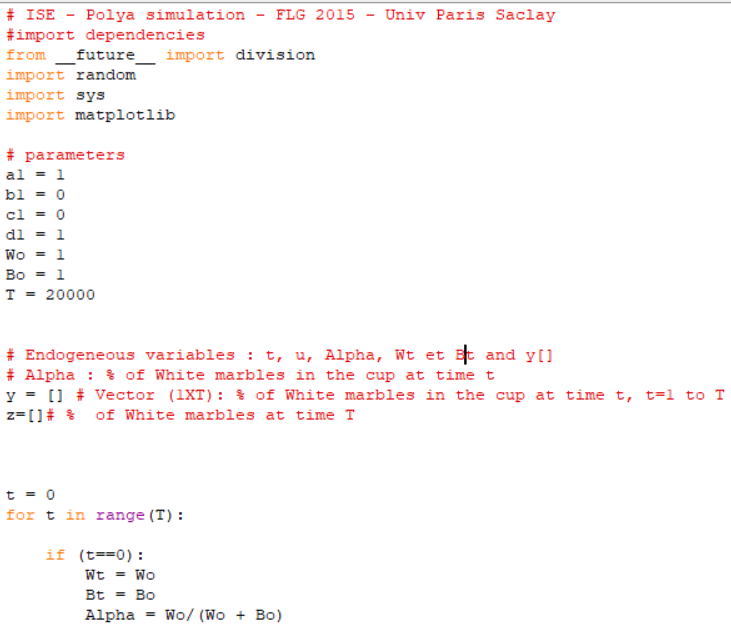 # ISE - Polya simulation - FLG 2015 - Univ Paris Saclay
#import dependencies
from __future__ import division
import random
import sys
import matplotlib
# parameters
a1 = 1
b1 = 0
c1 = 0
d1 = 1
Wo = 1
Bo = 1
T = 20000
# Endogeneous variables : t, u, Alpha, Wt et Bt and y[]
# Alpha : % of White marbles in the cup at time t
y = [] # Vector (1XT): % of White marbles in the cup at time t, t=1 to T
z=[]# %  of White marbles at time T
t = 0
for t in range(T):
    if (t==0):
        Wt = Wo
        Bt = Bo
        Alpha = Wo/(Wo + Bo)